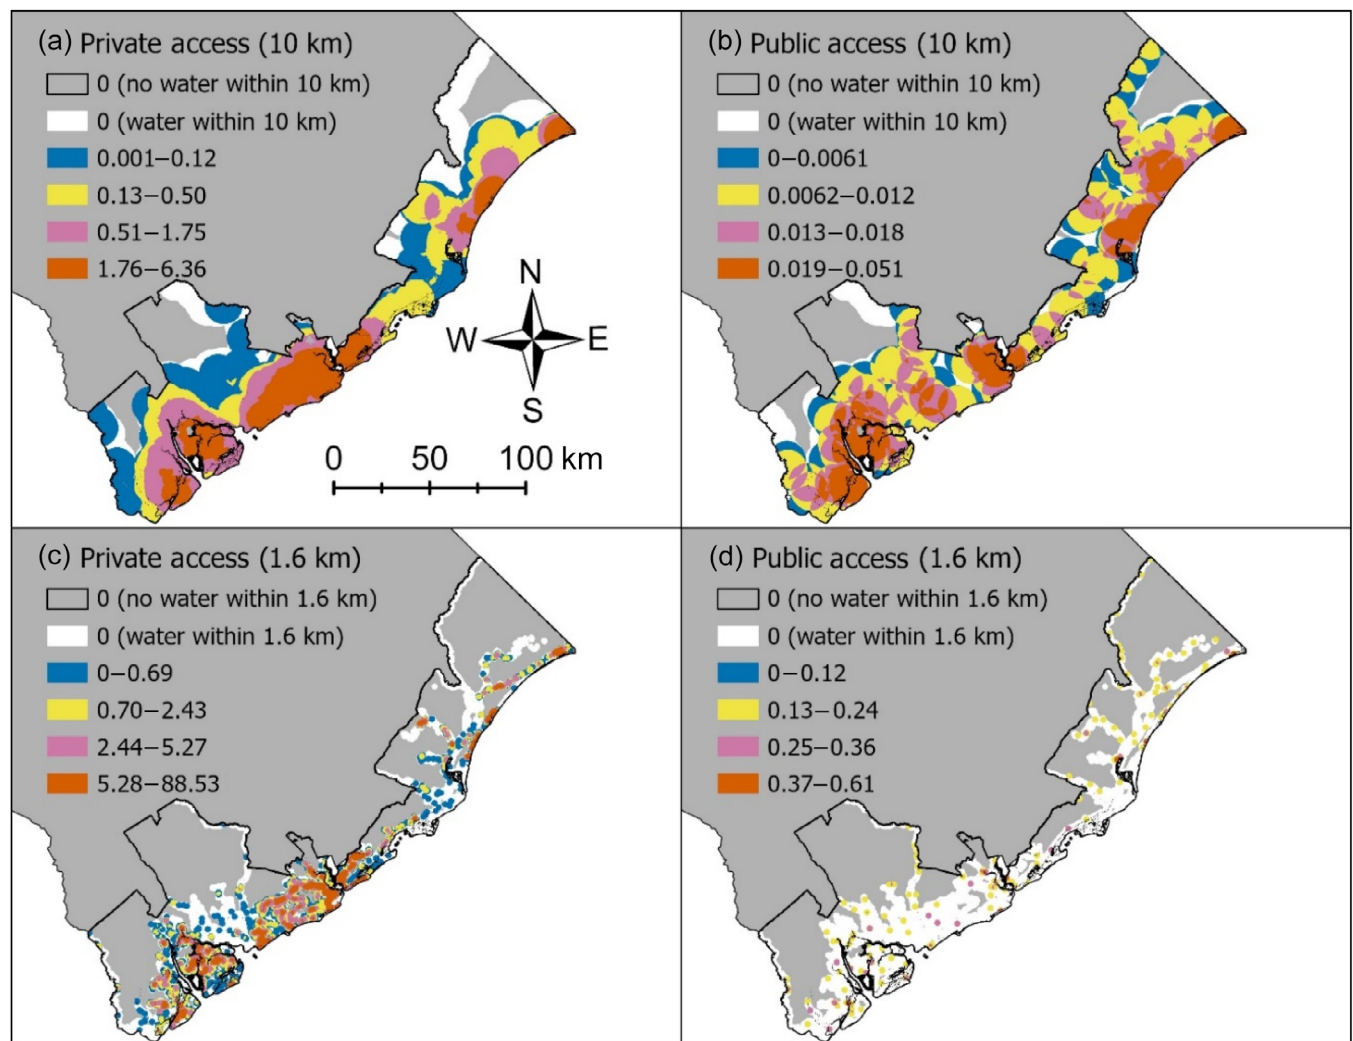 (a) Private access (10 km)
0 (no water within 10 km)
0 (water within 10 km)
0.001−0.12
0.13−0.50
0.51−1.75
1.76−6.36
N
W E
S
0 50 100 km
(b) Public access (10 km)
0 (no water within 10 km)
0 (water within 10 km)
0−0.0061
0.0062−0.012
0.013−0.018
0.019−0.051
(c) Private access (1.6 km)
0 (no water within 1.6 km)
0 (water within 1.6 km)
0−0.69
0.70−2.43
2.44−5.27
5.28−88.53
(d) Public access (1.6 km)
0 (no water within 1.6 km)
0 (water within 1.6 km)
0−0.12
0.13−0.24
0.25−0.36
0.37−0.61